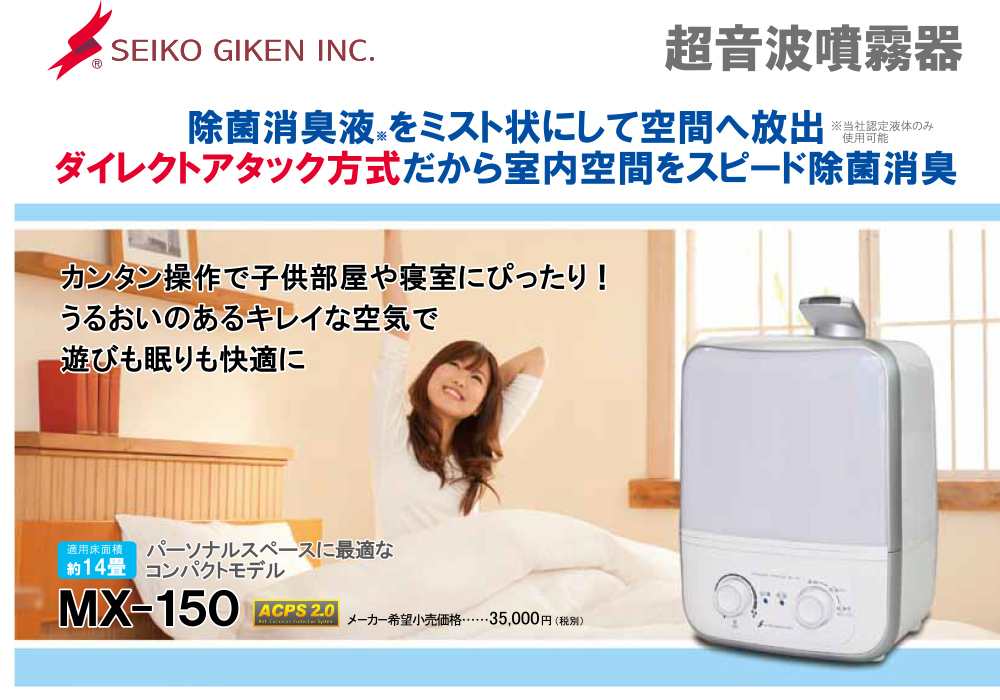 SEIKO GIKEN INC.
®
超音波噴霧器
除菌消臭液※をミスト状にして空間へ放出
※当社認定液体のみ
使用可能
ダイレクトアタック方式だから室内空間をスピード除菌消臭
カンタン操作で子供部屋や寝室にぴったり！
うるおいのあるキレイな空気で
遊びも眠りも快適に
適用床面積
約14畳
パーソナルスペースに最適な
コンパクトモデル
MX-150
ACPS 2.0
メーカー希望小売価格……35,000円（税別）